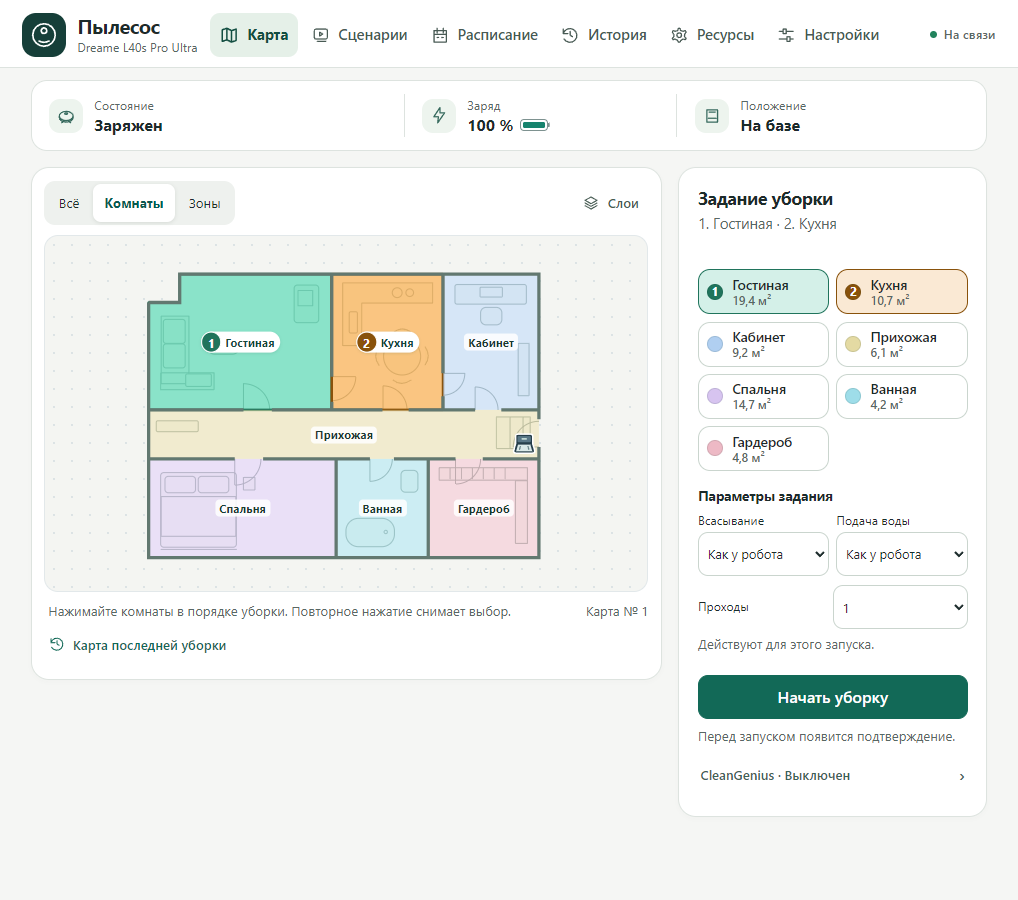 Пылесос
Dreame L40s Pro Ultra
Карта
Сценарии
Расписание
История
Ресурсы
Настройки
На связи
Состояние
Заряжен
Заряд
100 %
Положение
На базе
Всё
Комнаты
Зоны
Слои
1 Гостиная
2 Кухня
Кабинет
Прихожая
Спальня
Ванная
Гардероб
Нажимайте комнаты в порядке уборки. Повторное нажатие снимает выбор.
Карта № 1
Карта последней уборки
Задание уборки
1. Гостиная · 2. Кухня
1 Гостиная
19,4 м²
2 Кухня
10,7 м²
Кабинет
9,2 м²
Прихожая
6,1 м²
Спальня
14,7 м²
Ванная
4,2 м²
Гардероб
4,8 м²
Параметры задания
Всасывание
Подача воды
Как у робота
Как у робота
Проходы
1
Действуют для этого запуска.
Начать уборку
Перед запуском появится подтверждение.
CleanGenius · Выключен